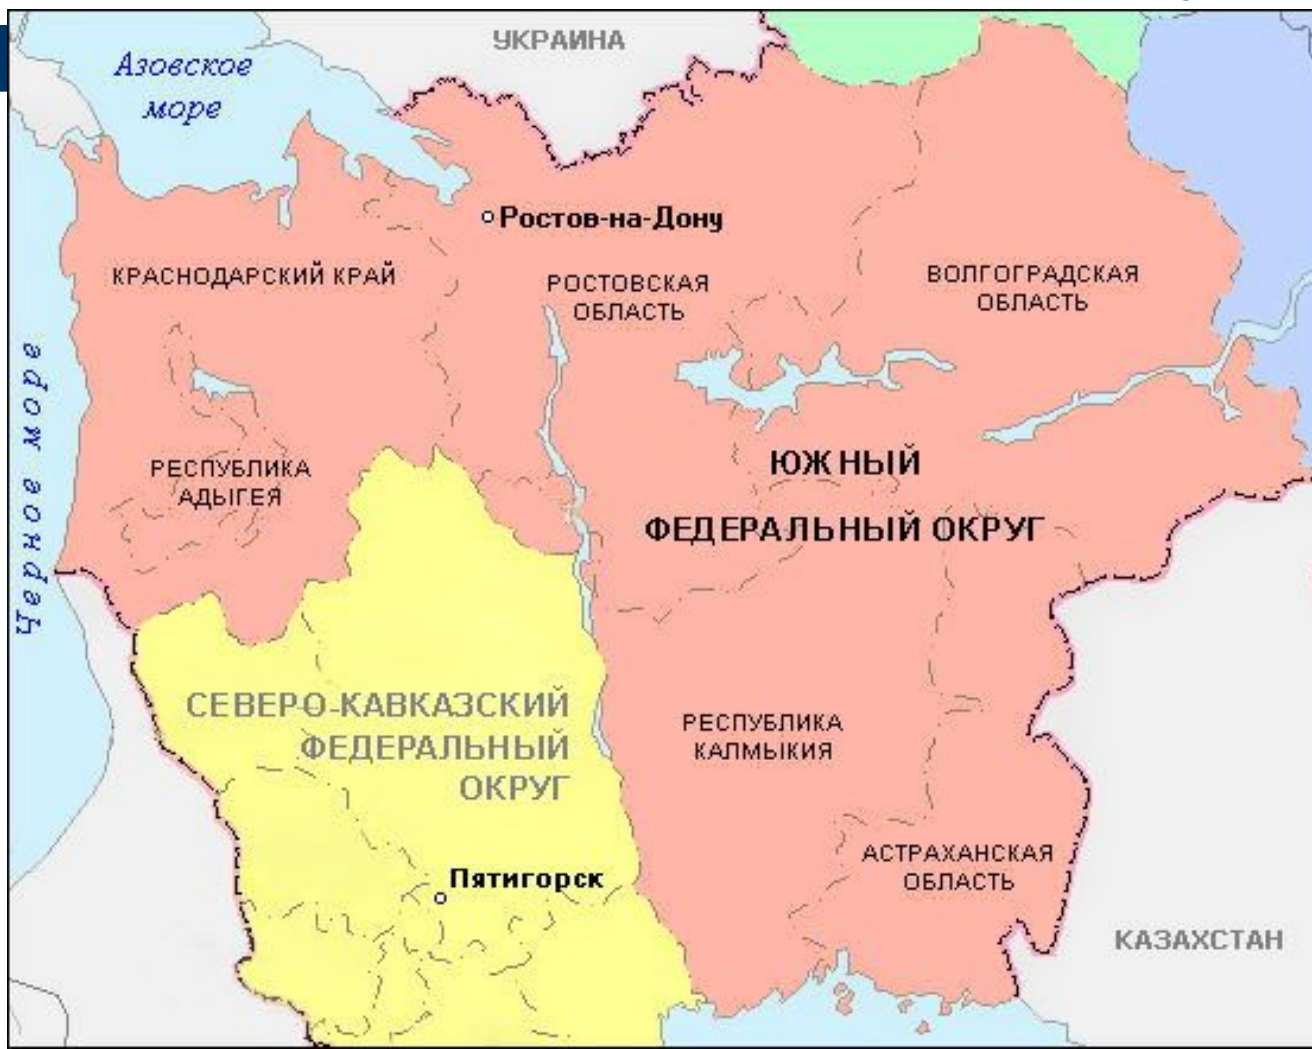 УКРАИНА
Азовское
море
Ростов-на-Дону
КРАСНОДАРСКИЙ КРАЙ
РОСТОВСКАЯ
ОБЛАСТЬ
ВОЛГОГРАДСКАЯ
ОБЛАСТЬ
Черное море
РЕСПУБЛИКА
АДЫГЕЯ
ЮЖНЫЙ
ФЕДЕРАЛЬНЫЙ ОКРУГ
СЕВЕРО-КАВКАЗСКИЙ
ФЕДЕРАЛЬНЫЙ
ОКРУГ
РЕСПУБЛИКА
КАЛМЫКИЯ
АСТРАХАНСКАЯ
ОБЛАСТЬ
Пятигорск
КАЗАХСТАН